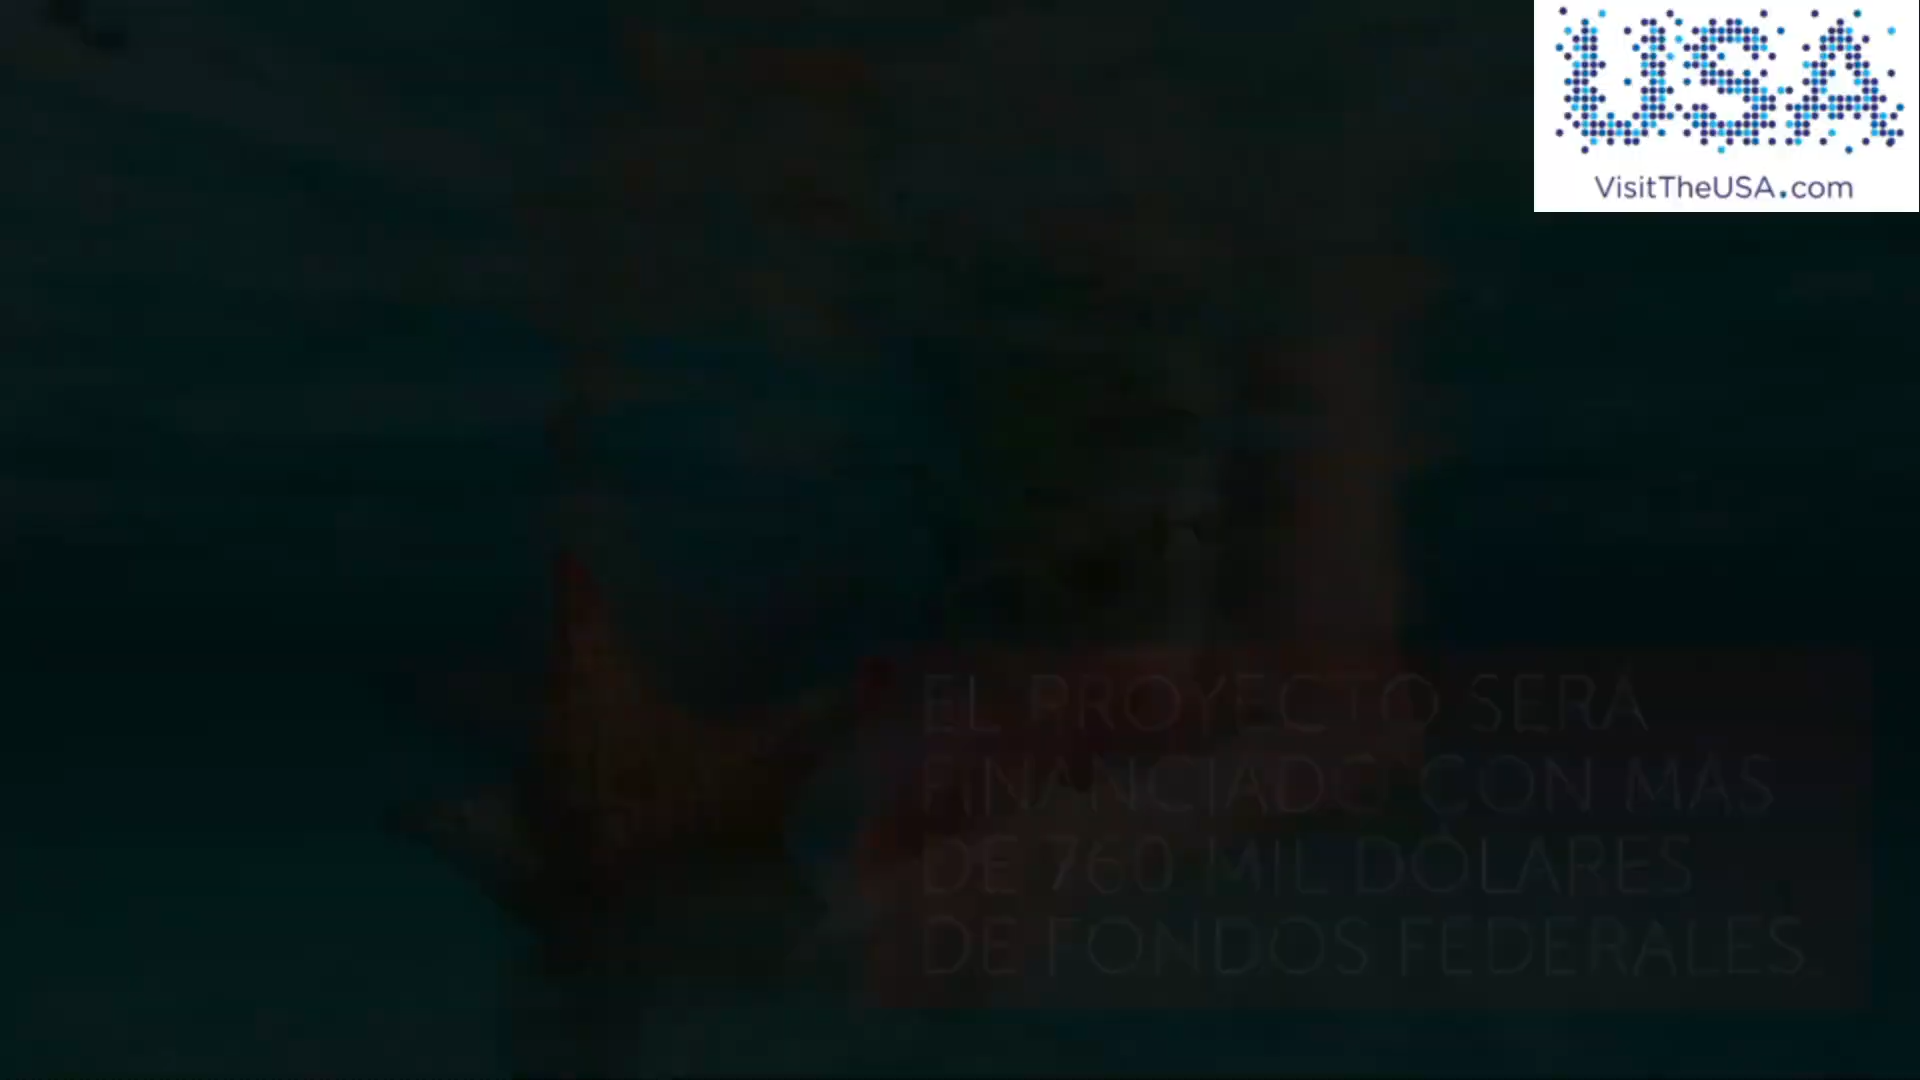 USA
VisitTheUSA.com
EL PROYECTO SERÁ
FINANCIADO CON MÁS
DE 760 MIL DÓLARES
DE FONDOS FEDERALES.